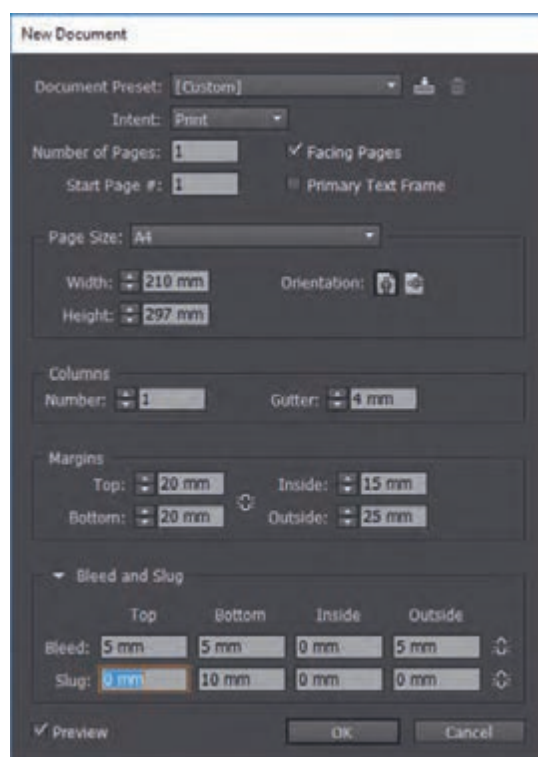 New Document
Document Preset: [Custom]
Intent: Print
Number of Pages: 1 Facing Pages
Start Page #: 1 Primary Text Frame
Page Size: A4
Width: 210 mm Orientation:
Height: 297 mm
Columns
Number: 1 Gutter: 4 mm
Margins
Top: 20 mm Inside: 15 mm
Bottom: 20 mm Outside: 25 mm
Bleed and Slug
Top Bottom Inside Outside
Bleed: 5 mm 5 mm 0 mm 5 mm
Slug: 0 mm 10 mm 0 mm 0 mm
Preview OK Cancel